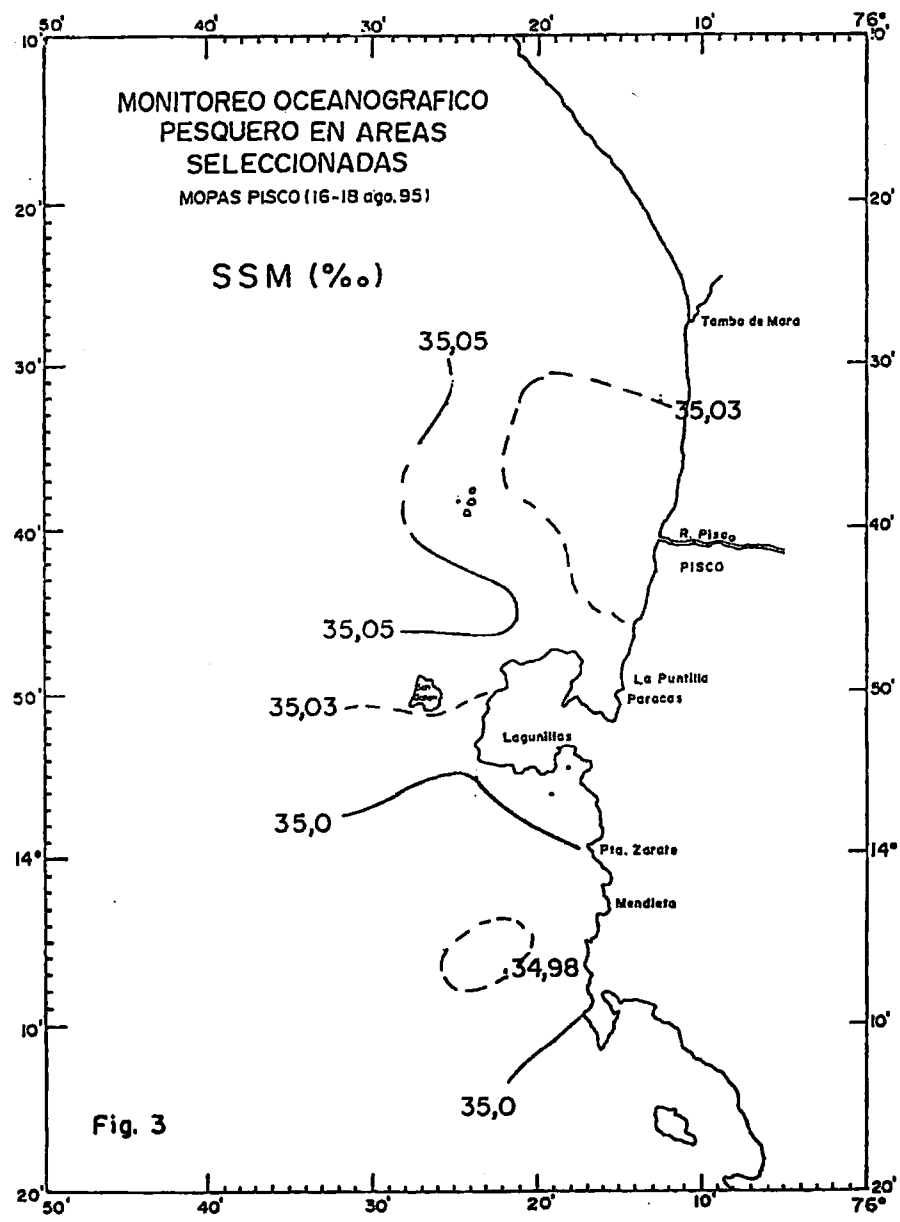 50' 40' 30' 20' 10' 76°
10' 10'
MONITOREO OCEANOGRAFICO
PESQUERO EN AREAS
SELECCIONADAS
MOPAS PISCO (16-18 ago. 95)
20' 20'
SSM (‰)
Tambo de Mora
35,05
30' 30'
35,03
40' 40'
R. Pisco
PISCO
35,05
La Puntilla
50' 50'
Paracas
35,03
Lagunillas
35,0
14° 14°
Pta. Zarate
Mendieta
34,98
10' 10'
35,0
Fig. 3
20' 20'
50' 40' 30' 20' 10' 76°